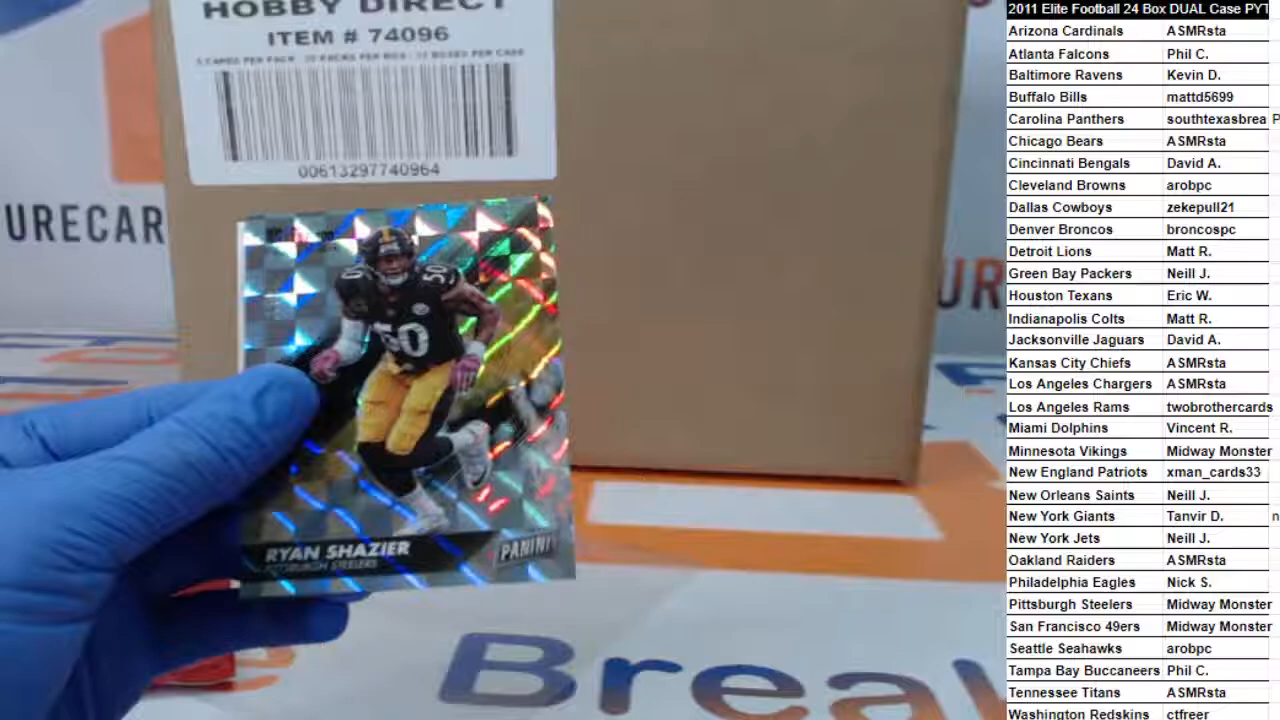 HOBBY DIRECT
ITEM # 74096
00613297740964
TURECAR
UR
50
RYAN SHAZIER
PITTSBURGH STEELERS
PANINI
Break
2011 Elite Football 24 Box DUAL Case PYT
Arizona Cardinals ASMRsta
Atlanta Falcons Phil C.
Baltimore Ravens Kevin D.
Buffalo Bills mattd5699
Carolina Panthers southtexasbrea P
Chicago Bears ASMRsta
Cincinnati Bengals David A.
Cleveland Browns arobpc
Dallas Cowboys zekepull21
Denver Broncos broncospc
Detroit Lions Matt R.
Green Bay Packers Neill J.
Houston Texans Eric W.
Indianapolis Colts Matt R.
Jacksonville Jaguars David A.
Kansas City Chiefs ASMRsta
Los Angeles Chargers ASMRsta
Los Angeles Rams twobrothercards
Miami Dolphins Vincent R.
Minnesota Vikings Midway Monster
New England Patriots xman_cards33
New Orleans Saints Neill J.
New York Giants Tanvir D. n
New York Jets Neill J.
Oakland Raiders ASMRsta
Philadelphia Eagles Nick S.
Pittsburgh Steelers Midway Monster
San Francisco 49ers Midway Monster
Seattle Seahawks arobpc
Tampa Bay Buccaneers Phil C.
Tennessee Titans ASMRsta
Washington Redskins ctfreer